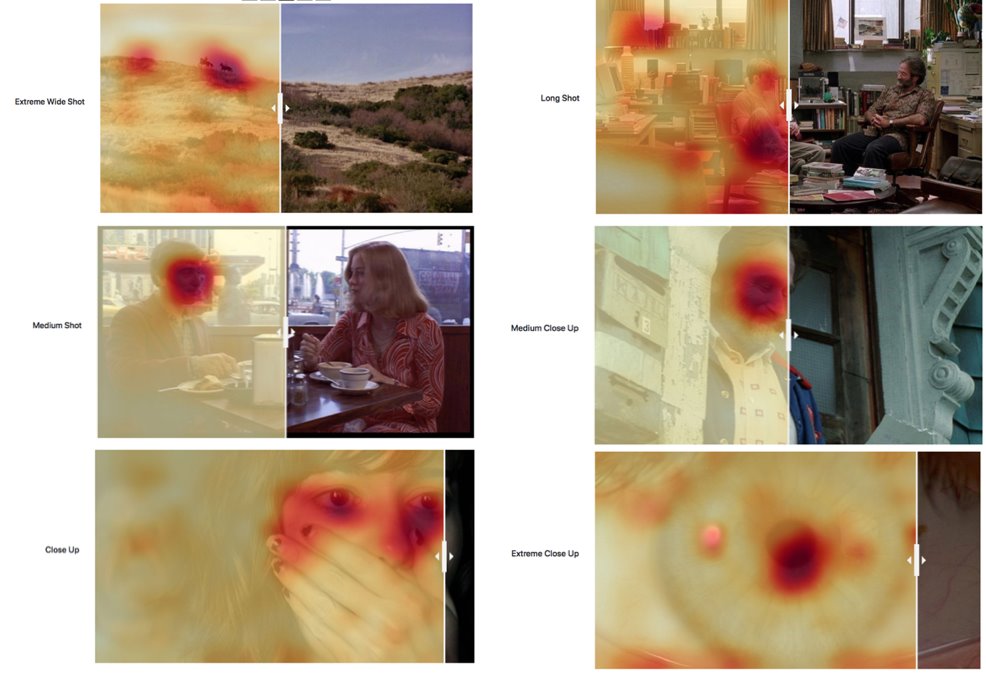 Extreme Wide Shot
Long Shot
Medium Shot
Medium Close Up
Close Up
Extreme Close Up